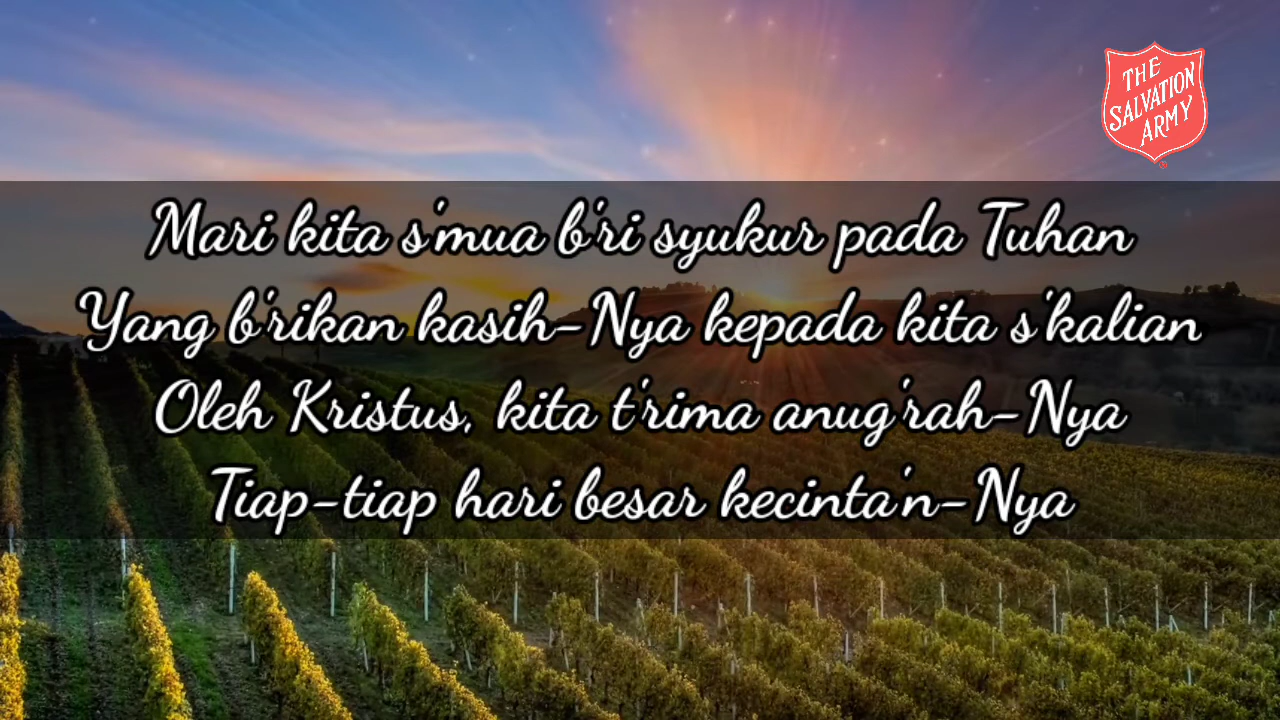 THE
SALVATION
ARMY
Mari kita s'mua b'ri syukur pada Tuhan
Yang b'rikan kasih-Nya kepada kita s'kalian
Oleh Kristus, kita t'rima anug'rah-Nya
Tiap-tiap hari besar kecinta'n-Nya